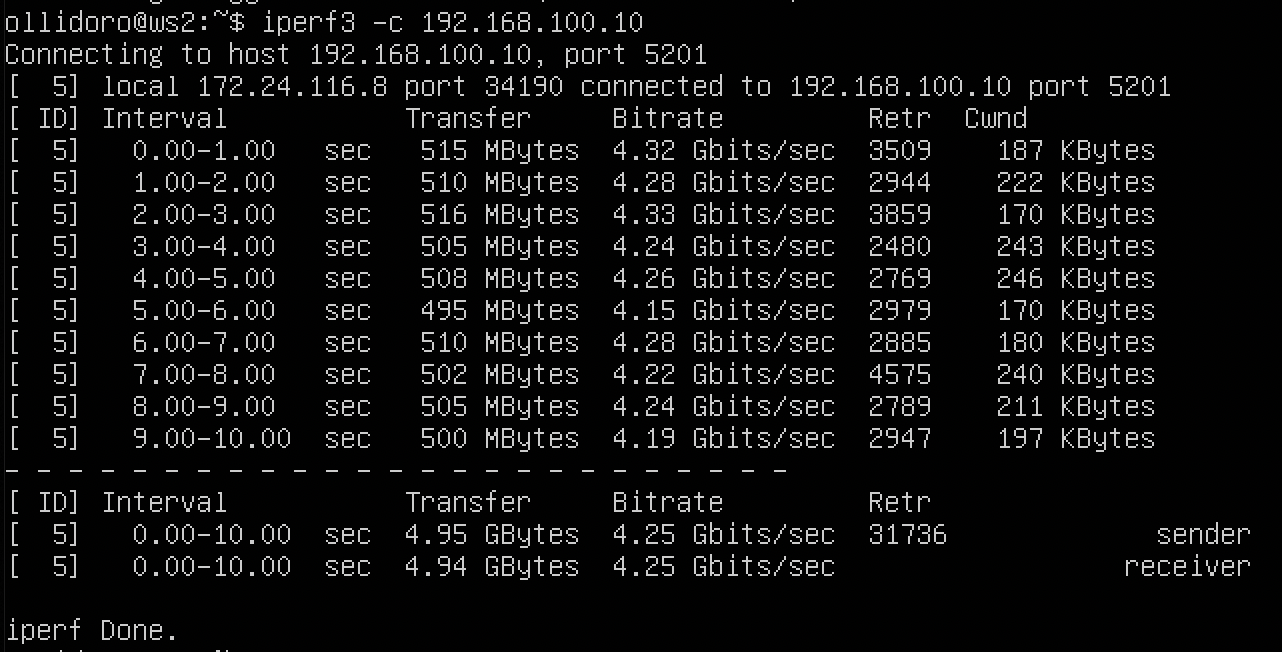 ollidoro@ws2:~$ iperf3 -c 192.168.100.10
Connecting to host 192.168.100.10, port 5201
[  5] local 172.24.116.8 port 34190 connected to 192.168.100.10 port 5201
[ ID] Interval           Transfer     Bitrate         Retr  Cwnd
[  5]   0.00-1.00   sec   515 MBytes  4.32 Gbits/sec  3509    187 KBytes
[  5]   1.00-2.00   sec   510 MBytes  4.28 Gbits/sec  2944    222 KBytes
[  5]   2.00-3.00   sec   516 MBytes  4.33 Gbits/sec  3859    170 KBytes
[  5]   3.00-4.00   sec   505 MBytes  4.24 Gbits/sec  2480    243 KBytes
[  5]   4.00-5.00   sec   508 MBytes  4.26 Gbits/sec  2769    246 KBytes
[  5]   5.00-6.00   sec   495 MBytes  4.15 Gbits/sec  2979    170 KBytes
[  5]   6.00-7.00   sec   510 MBytes  4.28 Gbits/sec  2885    180 KBytes
[  5]   7.00-8.00   sec   502 MBytes  4.22 Gbits/sec  4575    240 KBytes
[  5]   8.00-9.00   sec   505 MBytes  4.24 Gbits/sec  2789    211 KBytes
[  5]   9.00-10.00  sec   500 MBytes  4.19 Gbits/sec  2947    197 KBytes
- - - - - - - - - - - - - - - - - - - - - - - - -
[ ID] Interval           Transfer     Bitrate         Retr
[  5]   0.00-10.00  sec  4.95 GBytes  4.25 Gbits/sec  31736             sender
[  5]   0.00-10.00  sec  4.94 GBytes  4.25 Gbits/sec                  receiver
iperf Done.